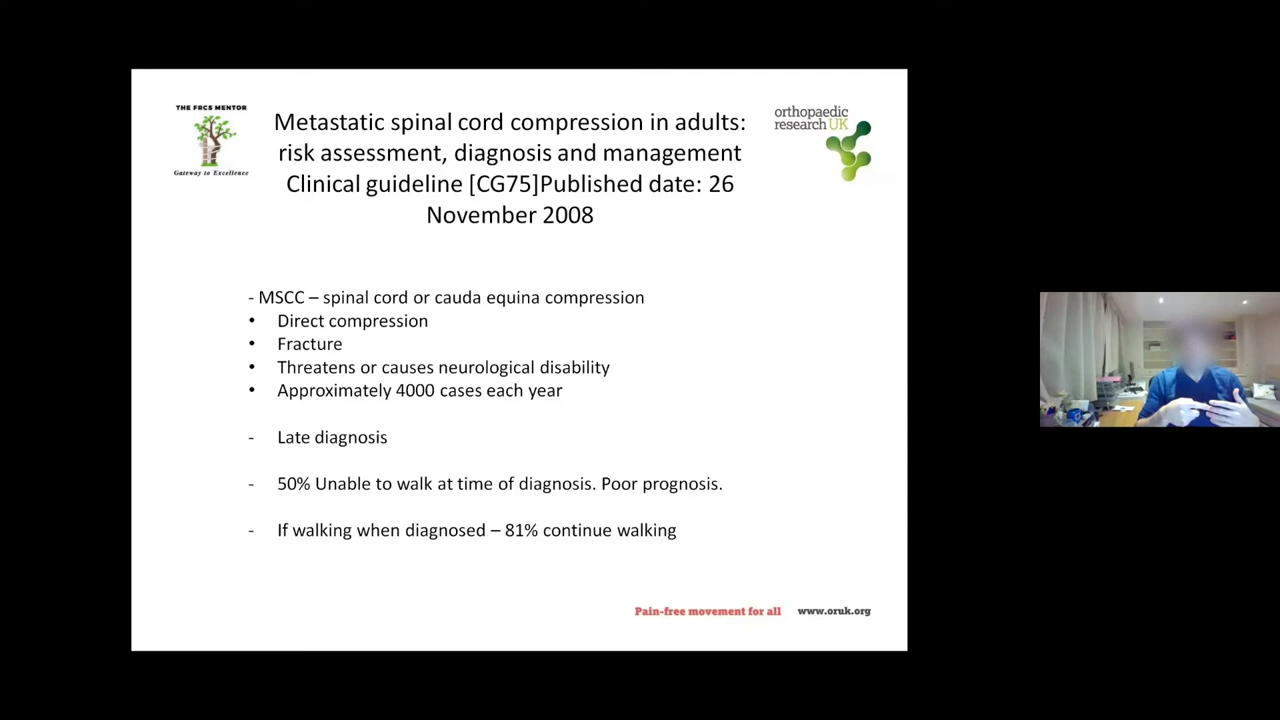 THE FRCS MENTOR
Gateway to Excellence
orthopaedic
research UK
Metastatic spinal cord compression in adults:
risk assessment, diagnosis and management
Clinical guideline [CG75]Published date: 26
November 2008
- MSCC – spinal cord or cauda equina compression
• Direct compression
• Fracture
• Threatens or causes neurological disability
• Approximately 4000 cases each year
- Late diagnosis
- 50% Unable to walk at time of diagnosis. Poor prognosis.
- If walking when diagnosed – 81% continue walking
Pain-free movement for all www.oruk.org